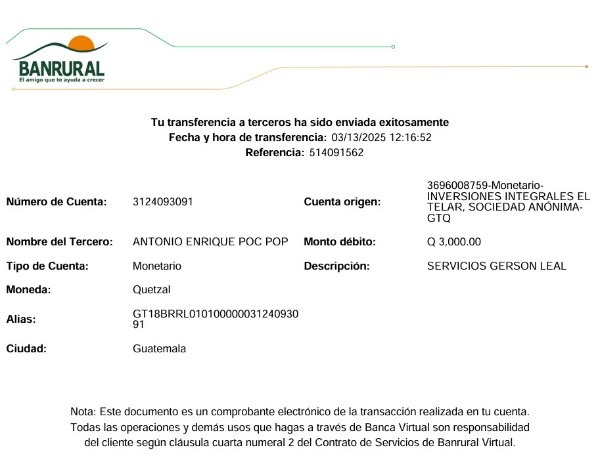 BANRURAL
El amigo que te ayuda a crecer
Tu transferencia a terceros ha sido enviada exitosamente
Fecha y hora de transferencia: 03/13/2025 12:16:52
Referencia: 514091562
Número de Cuenta: 3124093091
Cuenta origen: 3696008759-Monetario-
INVERSIONES INTEGRALES EL
TELAR, SOCIEDAD ANÓNIMA-
GTQ
Nombre del Tercero: ANTONIO ENRIQUE POC POP
Monto débito: Q 3,000.00
Tipo de Cuenta: Monetario
Descripción: SERVICIOS GERSON LEAL
Moneda: Quetzal
Alias: GT18BRRL010100000031240930
91
Ciudad: Guatemala
Nota: Este documento es un comprobante electrónico de la transacción realizada en tu cuenta.
Todas las operaciones y demás usos que hagas a través de Banca Virtual son responsabilidad
del cliente según cláusula cuarta numeral 2 del Contrato de Servicios de Banrural Virtual.